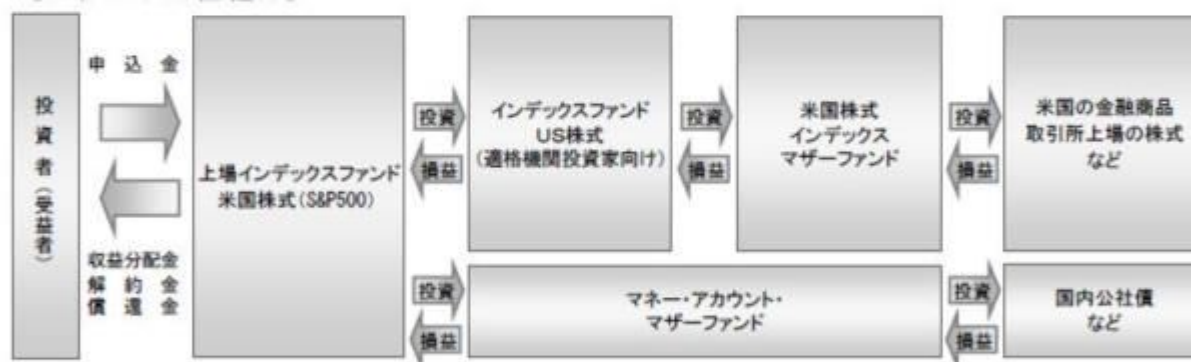 投資者(受益者)
申込金
収益分配金
解約金
償還金
上場インデックスファンド
米国株式(S&P500)
投資
損益
インデックスファンド
US株式
(適格機関投資家向け)
投資
損益
米国株式
インデックス
マザーファンド
投資
損益
米国の金融商品
取引所上場の株式
など
投資
損益
マネー・アカウント・
マザーファンド
投資
損益
国内公社債
など